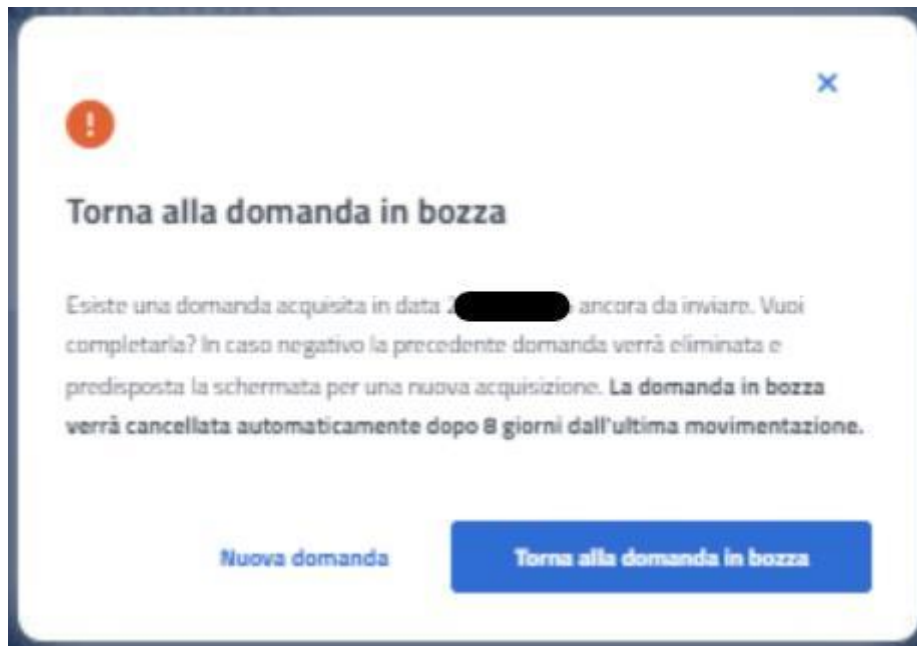 Torna alla domanda in bozza
Esiste una domanda acquisita in data ancora da inviare. Vuoi
completarla? In caso negativo la precedente domanda verrà eliminata e
predisposta la schermata per una nuova acquisizione. La domanda in bozza
verrà cancellata automaticamente dopo 8 giorni dall'ultima movimentazione.
Nuova domanda
Torna alla domanda in bozza